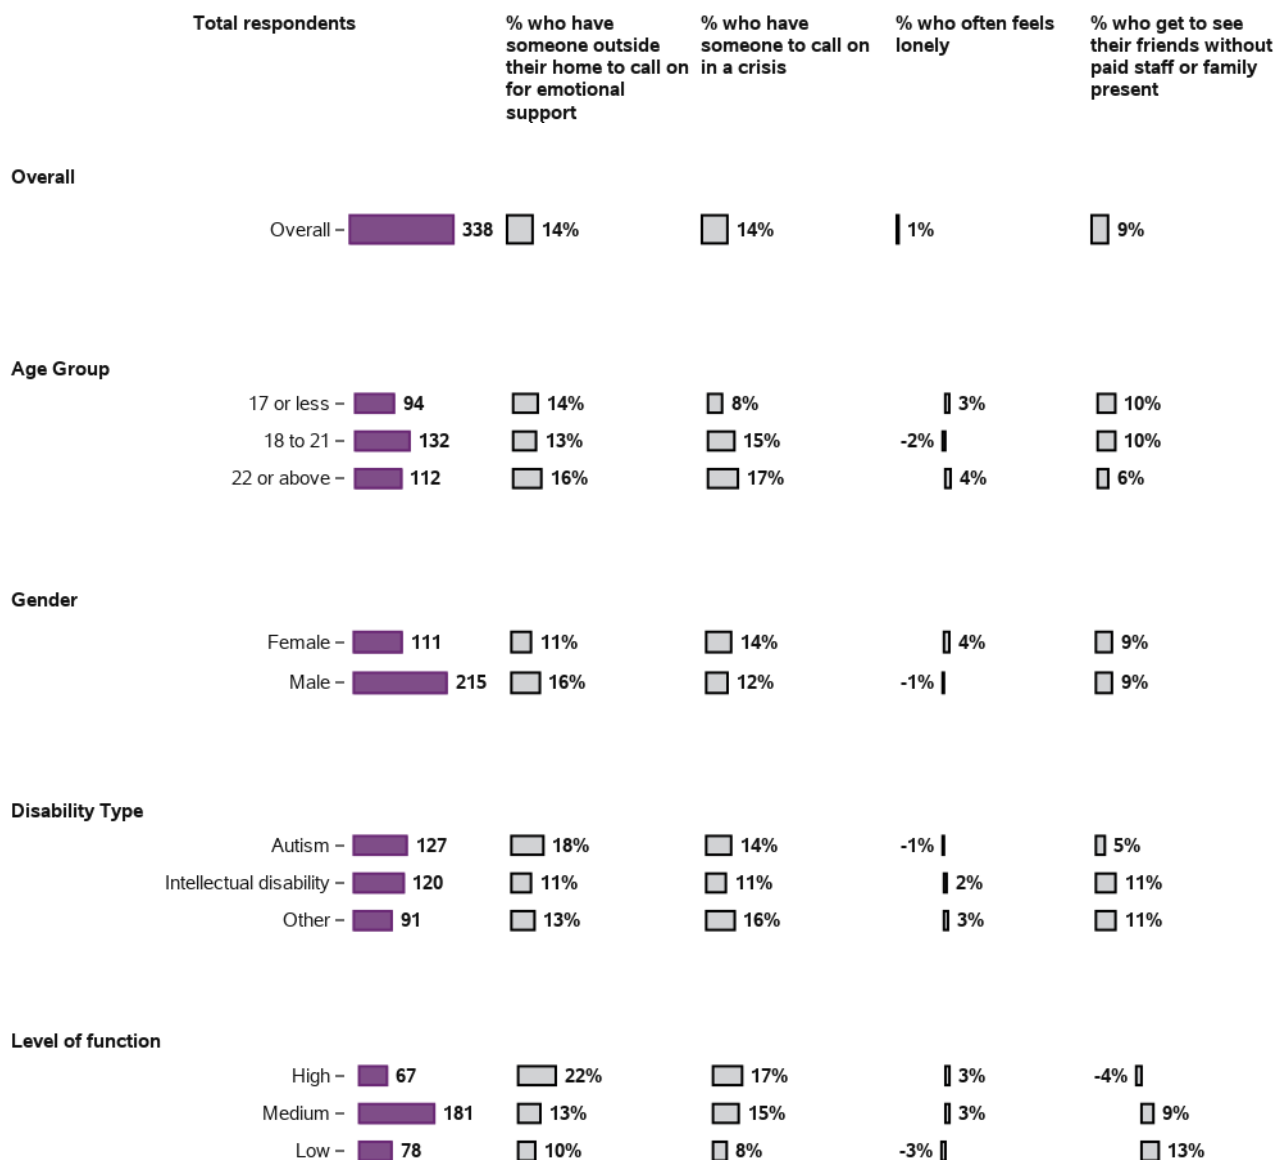 Total respondents
% who have someone outside their home to call on for emotional support
% who have someone to call on in a crisis
% who often feels lonely
% who get to see their friends without paid staff or family present
Overall
Overall 338 14% 14% 1% 9%
Age Group
17 or less 94 14% 8% 3% 10%
18 to 21 132 13% 15% -2% 10%
22 or above 112 16% 17% 4% 6%
Gender
Female 111 11% 14% 4% 9%
Male 215 16% 12% -1% 9%
Disability Type
Autism 127 18% 14% -1% 5%
Intellectual disability 120 11% 11% 2% 11%
Other 91 13% 16% 3% 11%
Level of function
High 67 22% 17% 3% -4%
Medium 181 13% 15% 3% 9%
Low 78 10% 8% -3% 13%